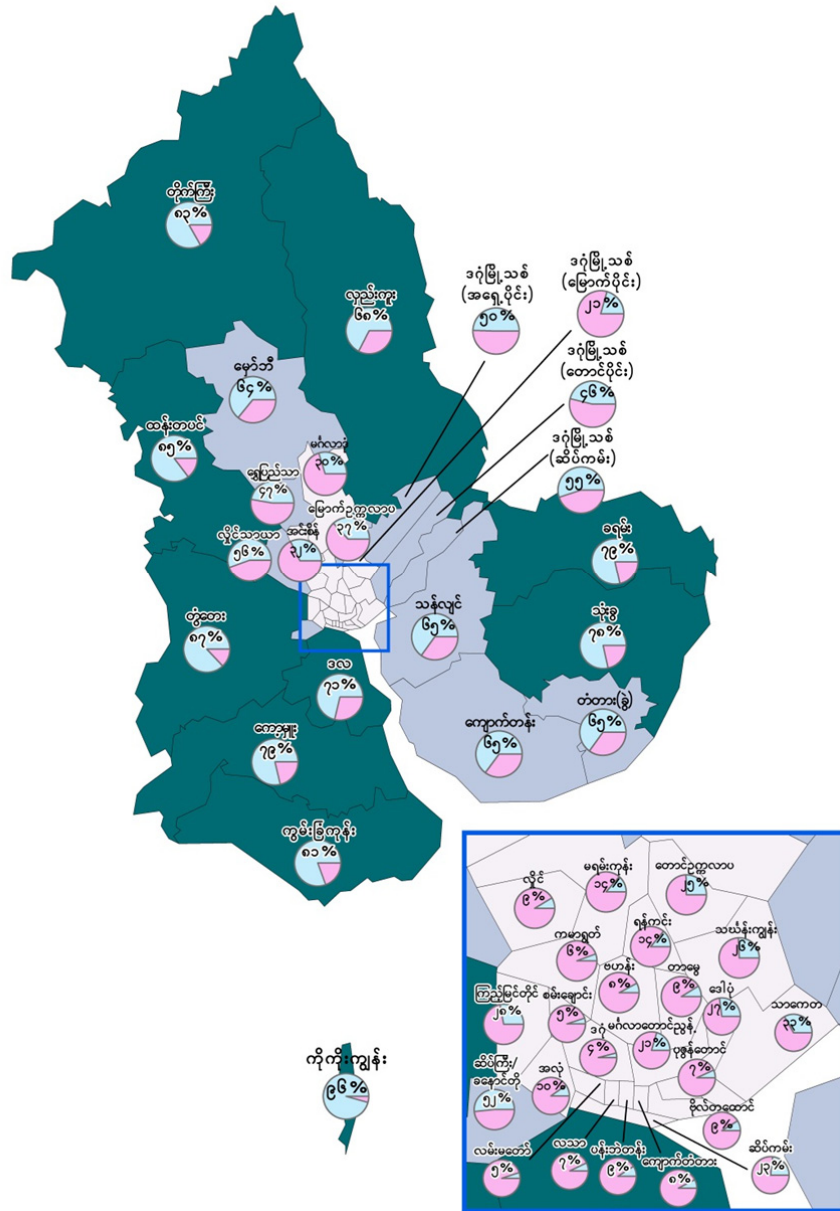 တိုက်ကြီး
၈၃%
လှည်းကူး
၆၈%
ဒဂုံမြို့သစ်
(အရှေ့ပိုင်း)
၅၀%
ဒဂုံမြို့သစ်
(မြောက်ပိုင်း)
၂၁%
ဒဂုံမြို့သစ်
(တောင်ပိုင်း)
၄၆%
ဒဂုံမြို့သစ်
(ဆိပ်ကမ်း)
၅၅%
မှော်ဘီ
၆၄%
ထန်းတပင်
၈၅%
မင်္ဂလာဒုံ
၃၀%
ရွှေပြည်သာ
၄၇%
မြောက်ဥက္ကလာပ
၃၇%
လှိုင်သာယာ
၅၆%
အင်းစိန်
၃၂%
ခရမ်း
၇၉%
သန်လျင်
၆၅%
သုံးခွ
၇၈%
တွံတေး
၈၇%
ဒလ
၇၁%
တံတား(ခွဲ)
၆၅%
ကျောက်တန်း
၆၅%
ကော့မှူး
၇၉%
ကွမ်းခြံကုန်း
၈၁%
ကိုကိုးကျွန်း
၉၆%
လှိုင်
၉%
မရမ်းကုန်း
၁၄%
တောင်ဥက္ကလာပ
၂၅%
ကမာရွတ်
၆%
ရန်ကင်း
၁၄%
သင်္ဃန်းကျွန်း
၂၆%
ဗဟန်း
၈%
တာမွေ
၉%
ဒေါပုံ
၂၇%
သာကေတ
၃၃%
ကြည့်မြင်တိုင်
၂၈%
စမ်းချောင်း
၅%
ဒဂုံ
၄%
မင်္ဂလာတောင်ညွန့်
၂၁%
ပုဇွန်တောင်
၇%
ဆိပ်ကြီး/
ခနောင်တို
၅၂%
အလုံ
၁၀%
ဗိုလ်တထောင်
၉%
လမ်းမတော်
၅%
လသာ
၇%
ပန်းဘဲတန်း
၉%
ကျောက်တံတား
၈%
ဆိပ်ကမ်း
၂၃%